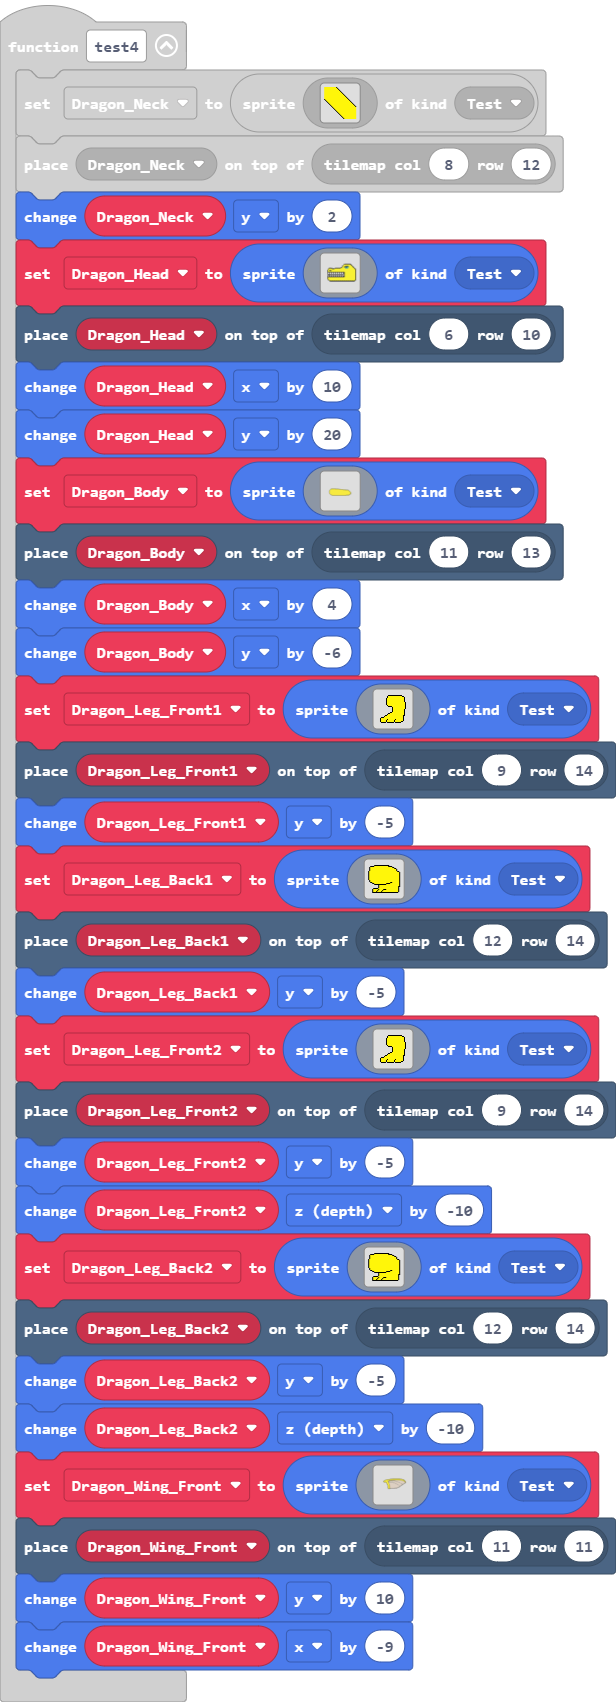 function test4
set Dragon_Neck to sprite of kind Test
place Dragon_Neck on top of tilemap col 8 row 12
change Dragon_Neck y by 2
set Dragon_Head to sprite of kind Test
place Dragon_Head on top of tilemap col 6 row 10
change Dragon_Head x by 10
change Dragon_Head y by 20
set Dragon_Body to sprite of kind Test
place Dragon_Body on top of tilemap col 11 row 13
change Dragon_Body x by 4
change Dragon_Body y by -6
set Dragon_Leg_Front1 to sprite of kind Test
place Dragon_Leg_Front1 on top of tilemap col 9 row 14
change Dragon_Leg_Front1 y by -5
set Dragon_Leg_Back1 to sprite of kind Test
place Dragon_Leg_Back1 on top of tilemap col 12 row 14
change Dragon_Leg_Back1 y by -5
set Dragon_Leg_Front2 to sprite of kind Test
place Dragon_Leg_Front2 on top of tilemap col 9 row 14
change Dragon_Leg_Front2 y by -5
change Dragon_Leg_Front2 z (depth) by -10
set Dragon_Leg_Back2 to sprite of kind Test
place Dragon_Leg_Back2 on top of tilemap col 12 row 14
change Dragon_Leg_Back2 y by -5
change Dragon_Leg_Back2 z (depth) by -10
set Dragon_Wing_Front to sprite of kind Test
place Dragon_Wing_Front on top of tilemap col 11 row 11
change Dragon_Wing_Front y by 10
change Dragon_Wing_Front x by -9